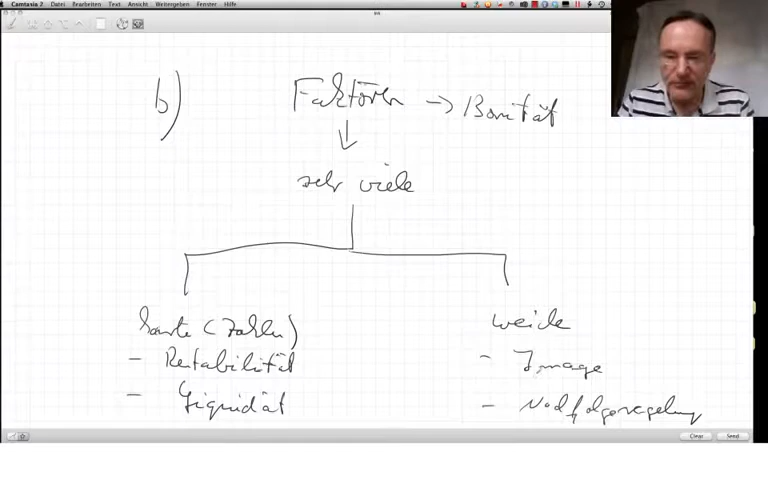 Camtasia 2 Datei Bearbeiten Text Ansicht Weitergeben Fenster Hilfe
b) Faktoren → Bonität
sehr viele
harte (Zahlen) weiche
- Rentabilität - Image
- Liquidität - Nachfolgeregelung
Clear Send